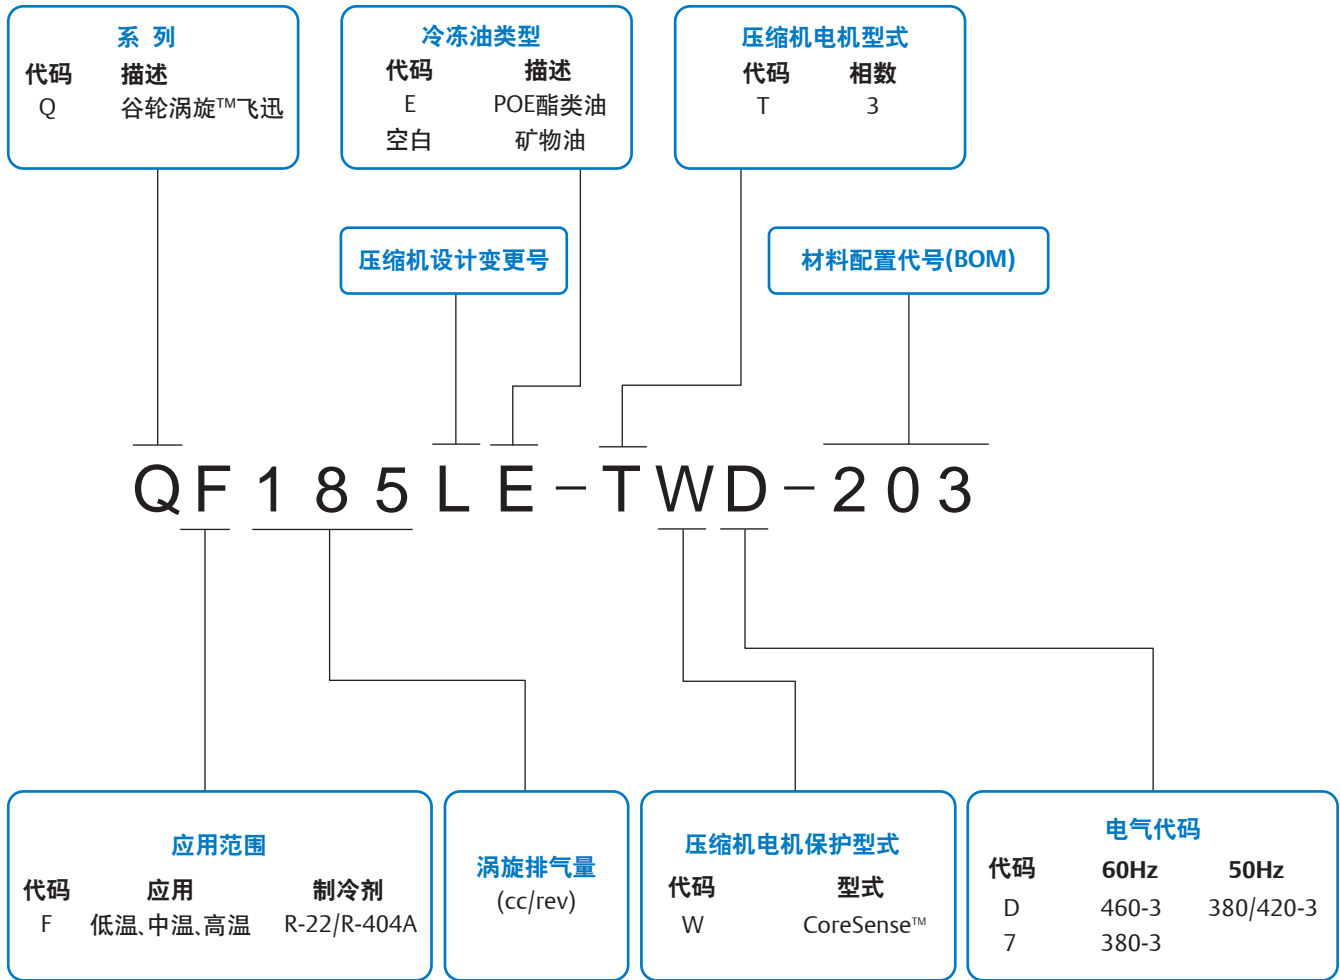 系 列
代码 描述
Q 谷轮涡旋™飞迅
冷冻油类型
代码 描述
E POE酯类油
空白 矿物油
压缩机电机型式
代码 相数
T 3
压缩机设计变更号
材料配置代号(BOM)
QF185LE-TWD-203
应用范围
代码 应用 制冷剂
F 低温、中温、高温 R-22/R-404A
涡旋排气量
(cc/rev)
压缩机电机保护型式
代码 型式
W CoreSense™
电气代码
代码 60Hz 50Hz
D 460-3 380/420-3
7 380-3